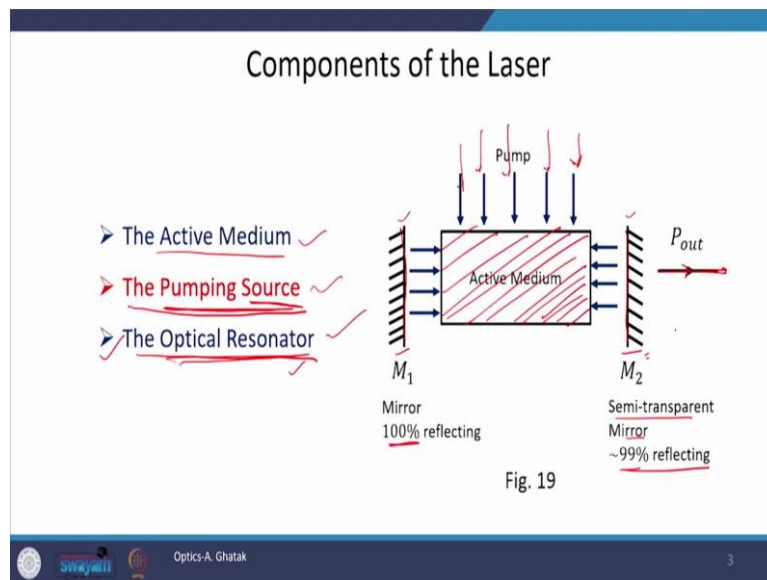 Components of the Laser
➤ The Active Medium
➤ The Pumping Source
➤ The Optical Resonator
Pump
Active Medium
P_out
M_1
M_2
Mirror
100% reflecting
Semi-transparent
Mirror
~99% reflecting
Fig. 19
swayam
Optics-A. Ghatak
3